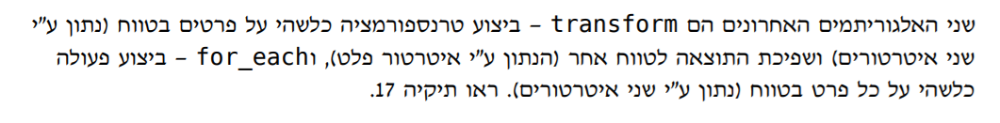 שני האלגוריתמים האחרונים הם transform – ביצוע טרנספורמציה כלשהי על פרטים בטווח (נתון ע"י
שני איטרטורים) ושפיכת התוצאה לטווח אחר (הנתון ע"י איטרטור פלט), וfor_each – ביצוע פעולה
כלשהי על כל פרט בטווח (נתון ע"י שני איטרטורים). ראו תיקיה 17.